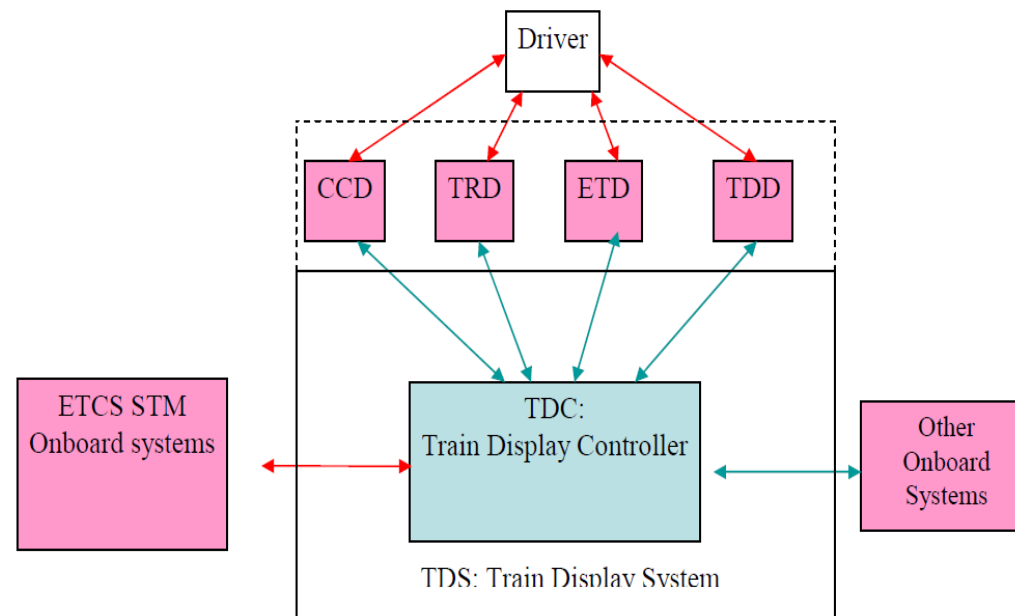 Driver
CCD
TRD
ETD
TDD
ETCS STM
Onboard systems
TDC:
Train Display Controller
Other
Onboard
Systems
TDS: Train Display System